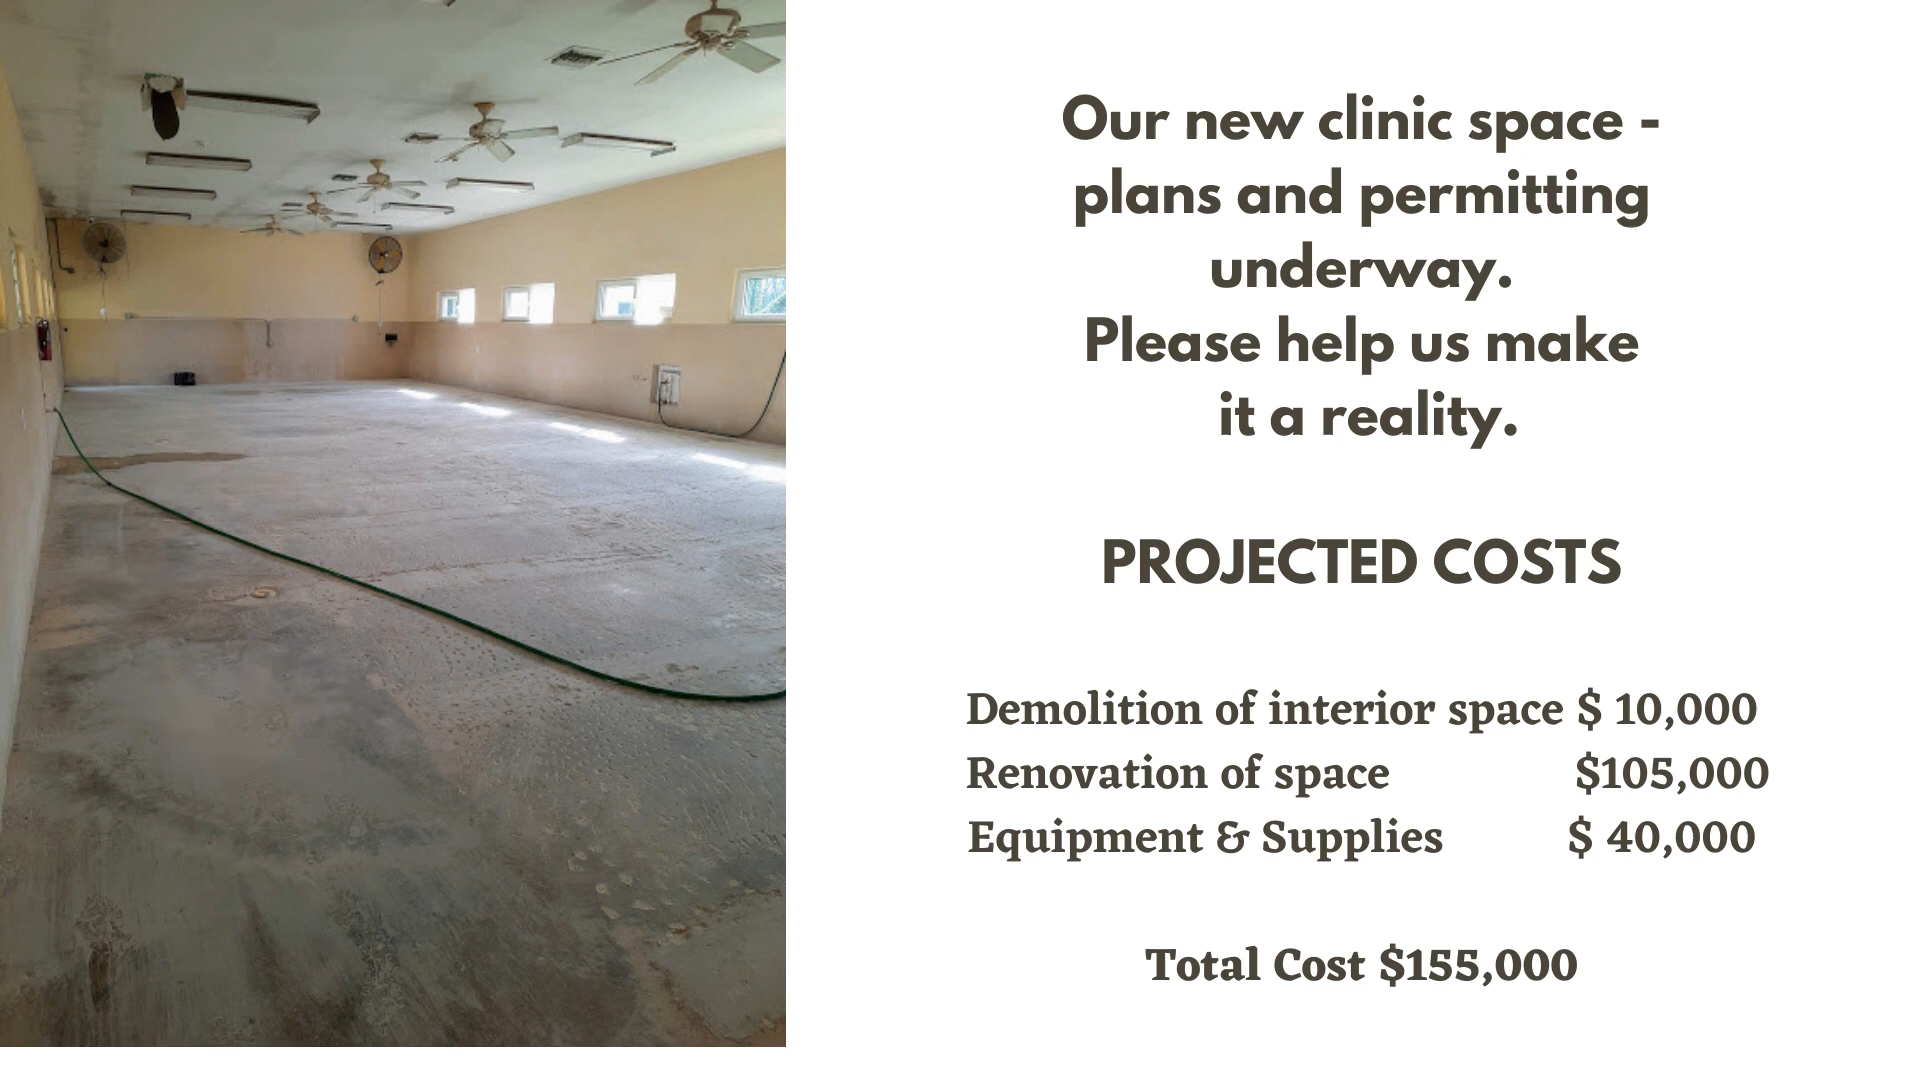 Our new clinic space -
plans and permitting
underway.
Please help us make
it a reality.
PROJECTED COSTS
Demolition of interior space $ 10,000
Renovation of space $105,000
Equipment & Supplies $ 40,000
Total Cost $155,000